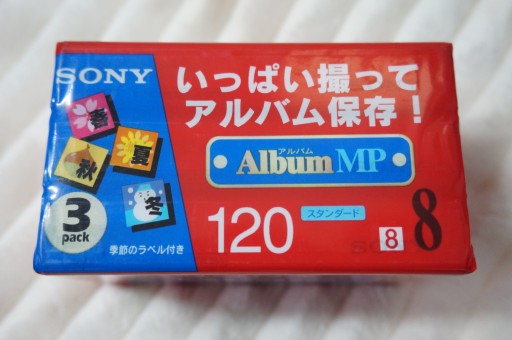 SONY
いっぱい撮って
アルバム保存!
春
夏
秋
冬
アルバム
Album MP
3
pack
季節のラベル付き
120
スタンダード
8
8
SONY